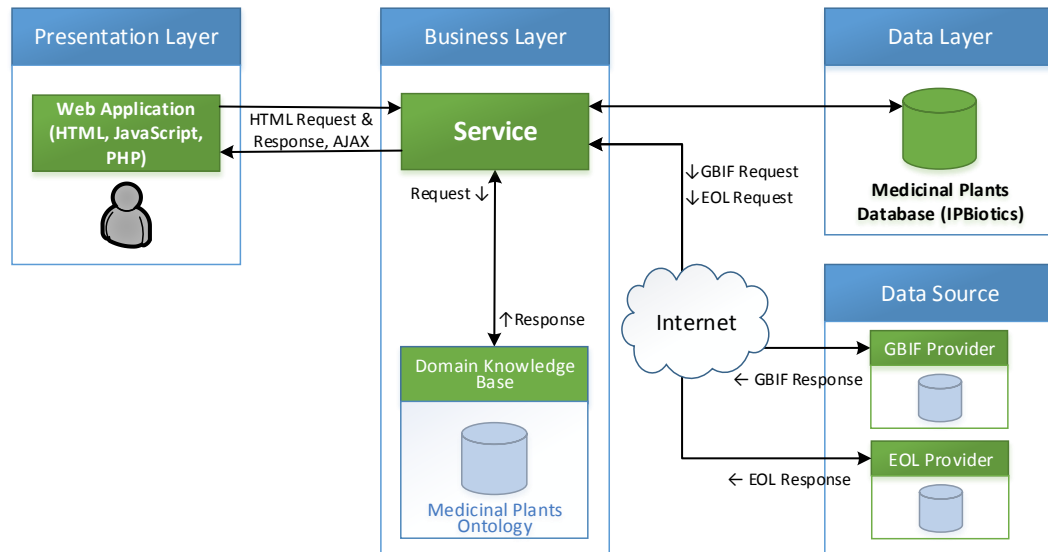 Presentation Layer
Web Application
(HTML, JavaScript,
PHP)
HTML Request &
Response, AJAX
Business Layer
Service
Request ↓
↑ Response
Domain Knowledge
Base
Medicinal Plants
Ontology
↓GBIF Request
↓EOL Request
Internet
← GBIF Response
← EOL Response
Data Layer
Medicinal Plants
Database (IPBiotics)
Data Source
GBIF Provider
EOL Provider